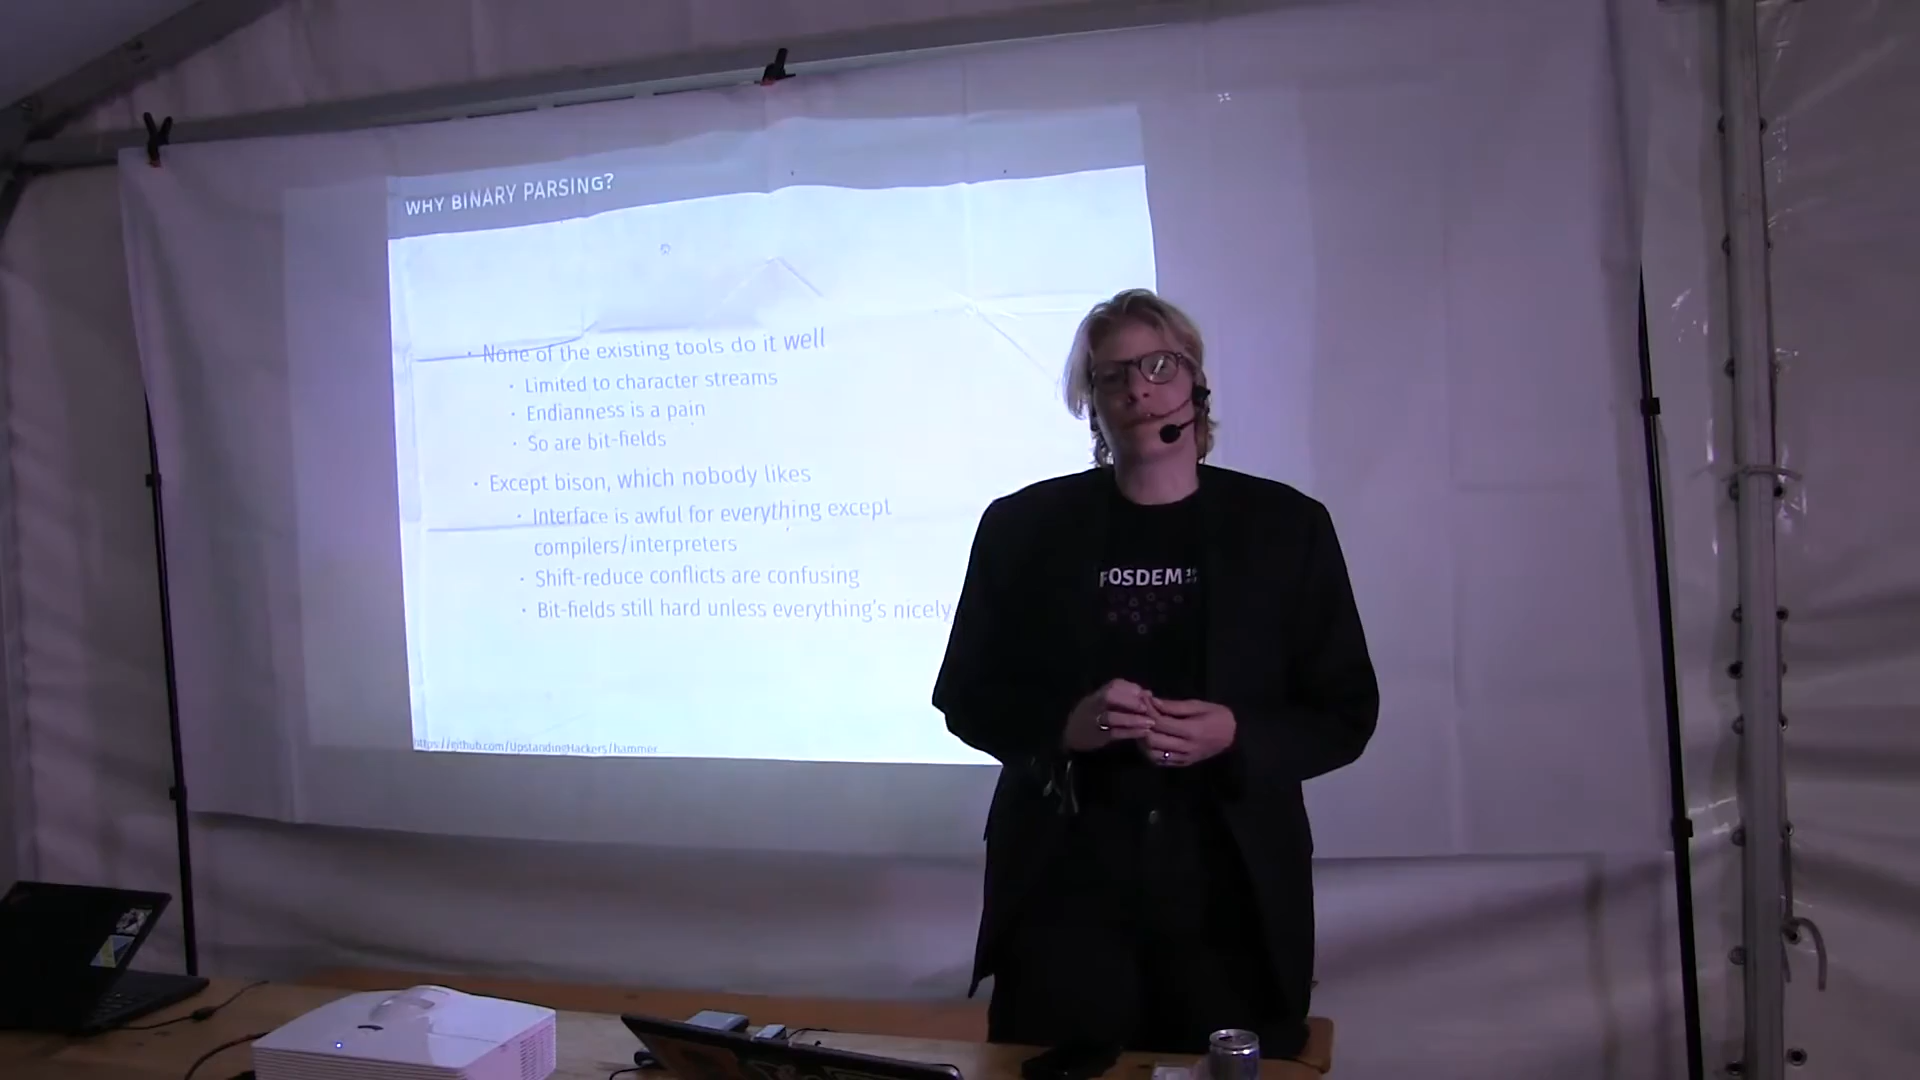 WHY BINARY PARSING?
· None of the existing tools do it well
· Limited to character streams
· Endianness is a pain
· So are bit-fields
· Except bison, which nobody likes
· Interface is awful for everything except
compilers/interpreters
· Shift-reduce conflicts are confusing
· Bit-fields still hard unless everything's nicely
https://github.com/UpstandingHackers/hammer
FOSDEM